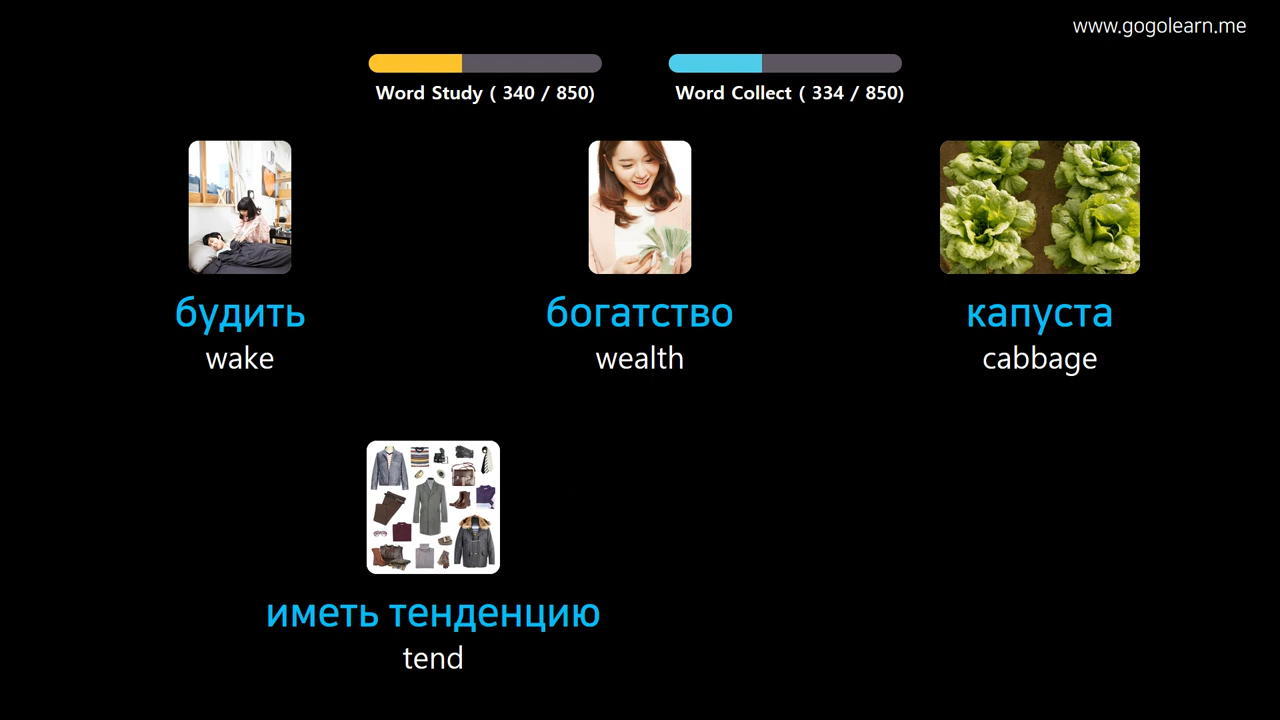 www.gogolearn.me
Word Study ( 340 / 850)
Word Collect ( 334 / 850)
будить
wake
богатство
wealth
капуста
cabbage
иметь тенденцию
tend